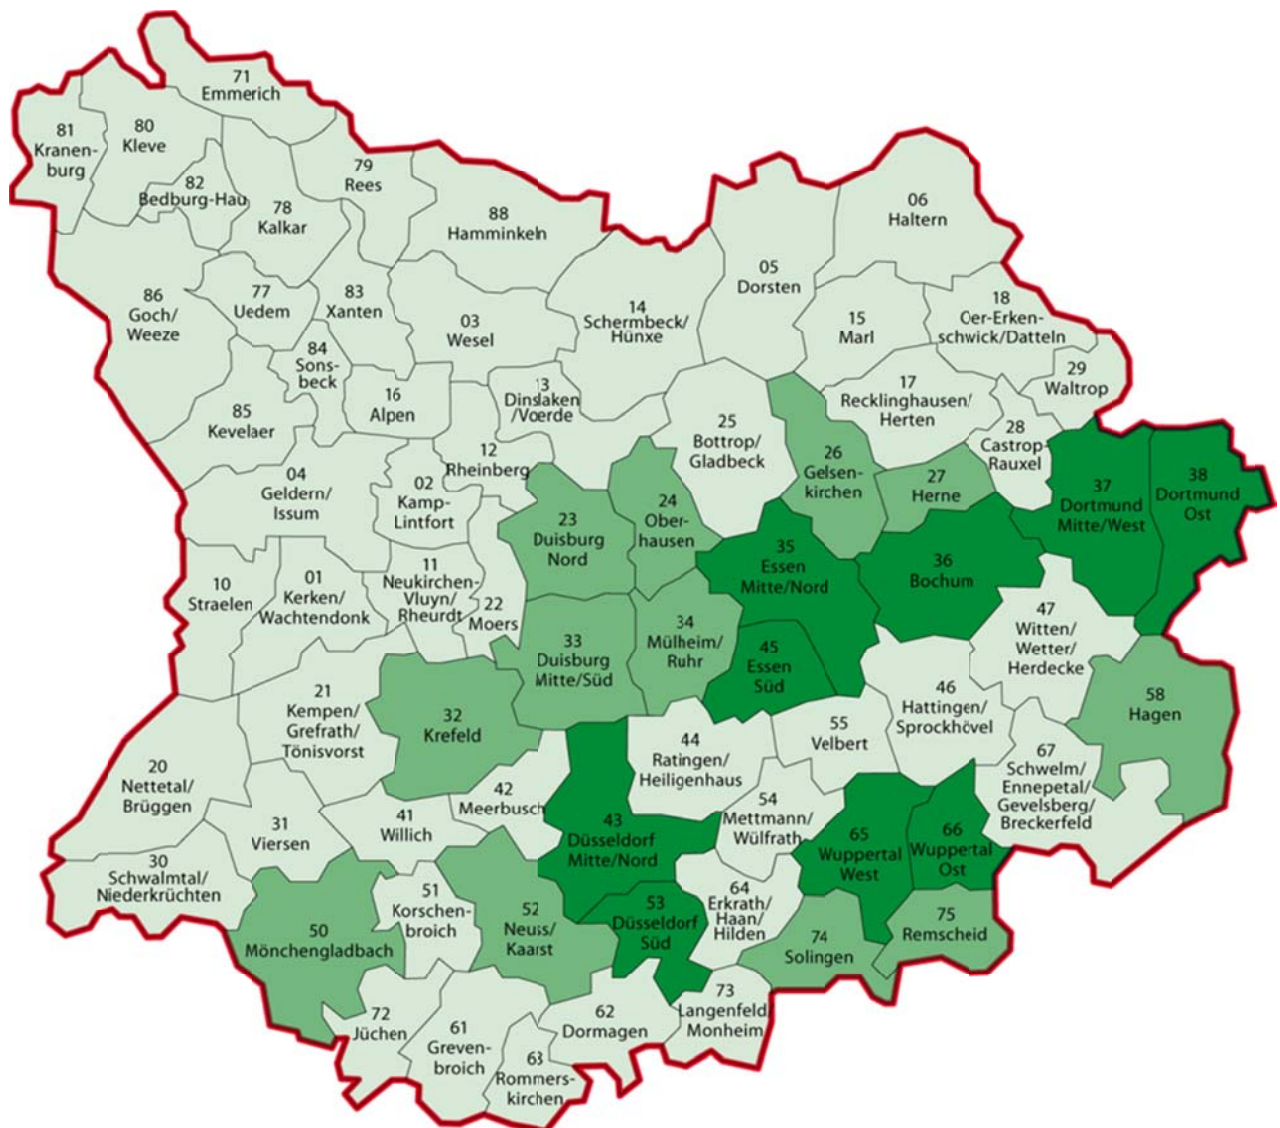 71
Emmerich
81
Kranen-
burg
80
Kleve
82
Bedburg-Hau
79
Rees
78
Kalkar
88
Hamminkeln
06
Haltern
86
Goch/
Weeze
77
Uedem
83
Xanten
03
Wesel
14
Schermbeck/
Hünxe
05
Dorsten
15
Marl
18
Oer-Erken-
schwick/Datteln
29
Waltrop
84
Sons-
beck
16
Alpen
13
Dinslaken
/Voerde
17
Recklinghausen/
Herten
85
Kevelaer
25
Bottrop/
Gladbeck
28
Castrop-
Rauxel
12
Rheinberg
26
Gelsen-
kirchen
27
Herne
04
Geldern/
Issum
02
Kamp-
Lintfort
24
Ober-
hausen
37
Dortmund
Mitte/West
38
Dortmund
Ost
23
Duisburg
Nord
35
Essen
Mitte/Nord
36
Bochum
10
Straelen
01
Kerken/
Wachtendonk
11
Neukirchen-
Vluyn/
Rheurdt
22
Moers
33
Duisburg
Mitte/Süd
34
Mülheim/
Ruhr
45
Essen
Süd
47
Witten/
Wetter/
Herdecke
21
Kempen/
Grefrath/
Tönisvorst
32
Krefeld
46
Hattingen/
Sprockhövel
58
Hagen
44
Ratingen/
Heiligenhaus
55
Velbert
67
Schwelm/
Ennepetal/
Gevelsberg/
Breckerfeld
20
Nettetal/
Brüggen
42
Meerbusch
54
Mettmann/
Wülfrath
31
Viersen
41
Willich
43
Düsseldorf
Mitte/Nord
65
Wuppertal
West
66
Wuppertal
Ost
30
Schwalmtal/
Niederkrüchten
51
Korschen-
broich
52
Neuss/
Kaarst
53
Düsseldorf
Süd
64
Erkrath/
Haan/
Hilden
50
Mönchengladbach
74
Solingen
75
Remscheid
72
Jüchen
61
Greven-
broich
62
Dormagen
73
Langenfeld/
Monheim
63
Rommers-
kirchen